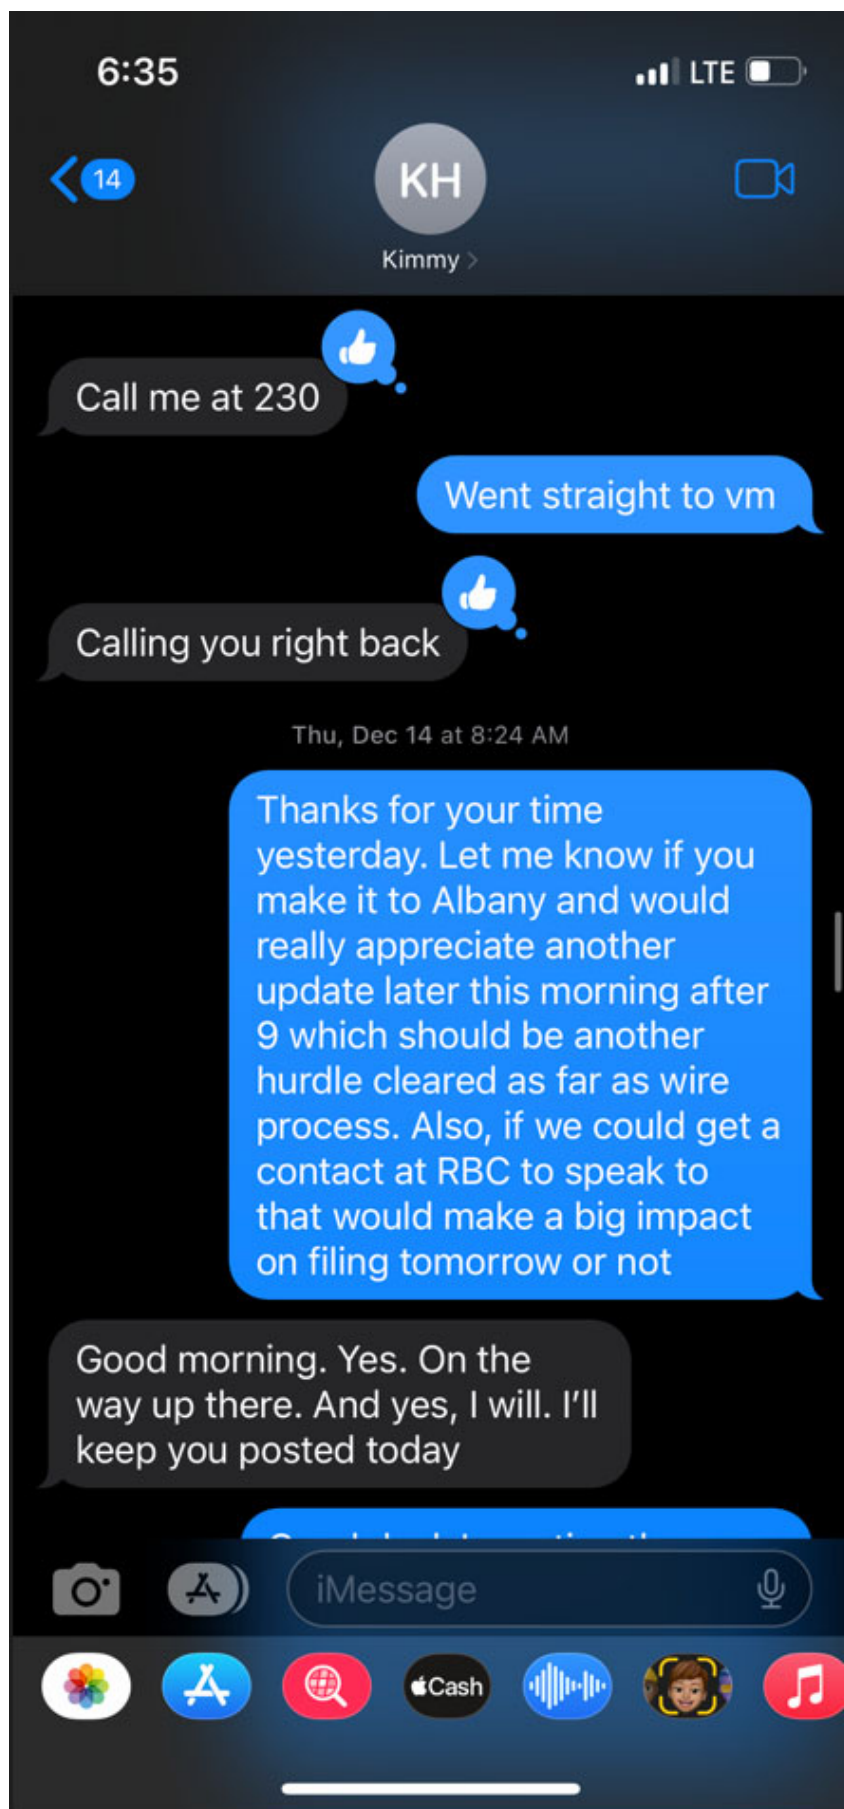 6:35
LTE
14
KH
Kimmy
Call me at 230
Went straight to vm
Calling you right back
Thu, Dec 14 at 8:24 AM
Thanks for your time
yesterday. Let me know if you
make it to Albany and would
really appreciate another
update later this morning after
9 which should be another
hurdle cleared as far as wire
process. Also, if we could get a
contact at RBC to speak to
that would make a big impact
on filing tomorrow or not
Good morning. Yes. On the
way up there. And yes, I will. I’ll
keep you posted today
iMessage
Cash